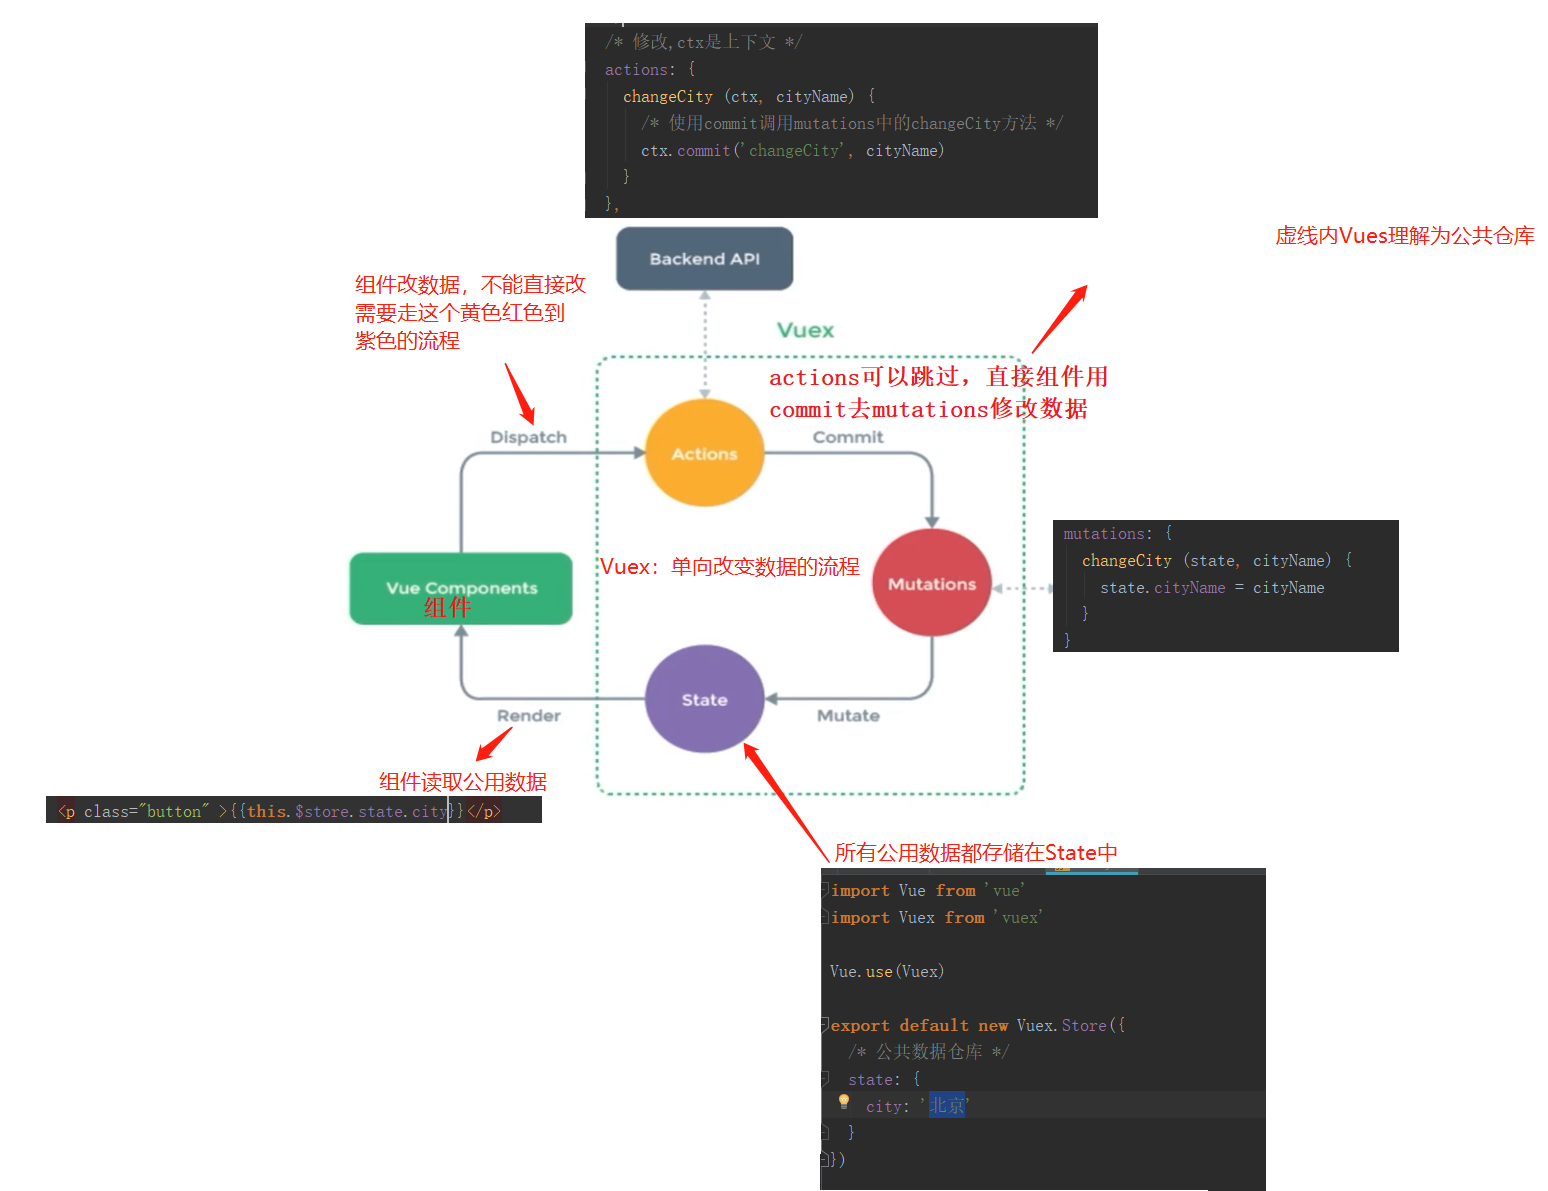 /* 修改,ctx是上下文 */
actions: {
changeCity (ctx, cityName) {
/* 使用commit调用mutations中的changeCity方法 */
ctx.commit('changeCity', cityName)
}
},
虚线内Vues理解为公共仓库
Backend API
组件改数据，不能直接改
需要走这个黄色红色到
紫色的流程
Vuex
actions可以跳过，直接组件用
commit去mutations修改数据
Dispatch
Commit
Actions
mutations: {
changeCity (state, cityName) {
state.cityName = cityName
}
}
Vuex：单向改变数据的流程
Mutations
Vue Components
组件
State
Render
Mutate
组件读取公用数据
<p class="button" >{{this.$store.state.city}}</p>
所有公用数据都存储在State中
import Vue from 'vue'
import Vuex from 'vuex'
Vue.use(Vuex)
export default new Vuex.Store({
/* 公共数据仓库 */
state: {
city: '北京'
}
})